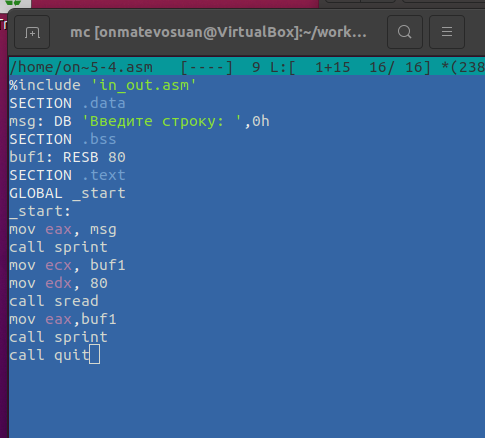 mc [onmatevosuan@VirtualBox]:~/work…
/home/on~5-4.asm [----] 9 L:[ 1+15 16/ 16] *(238
%include 'in_out.asm'
SECTION .data
msg: DB 'Введите строку: ',0h
SECTION .bss
buf1: RESB 80
SECTION .text
GLOBAL _start
_start:
mov eax, msg
call sprint
mov ecx, buf1
mov edx, 80
call sread
mov eax,buf1
call sprint
call quit